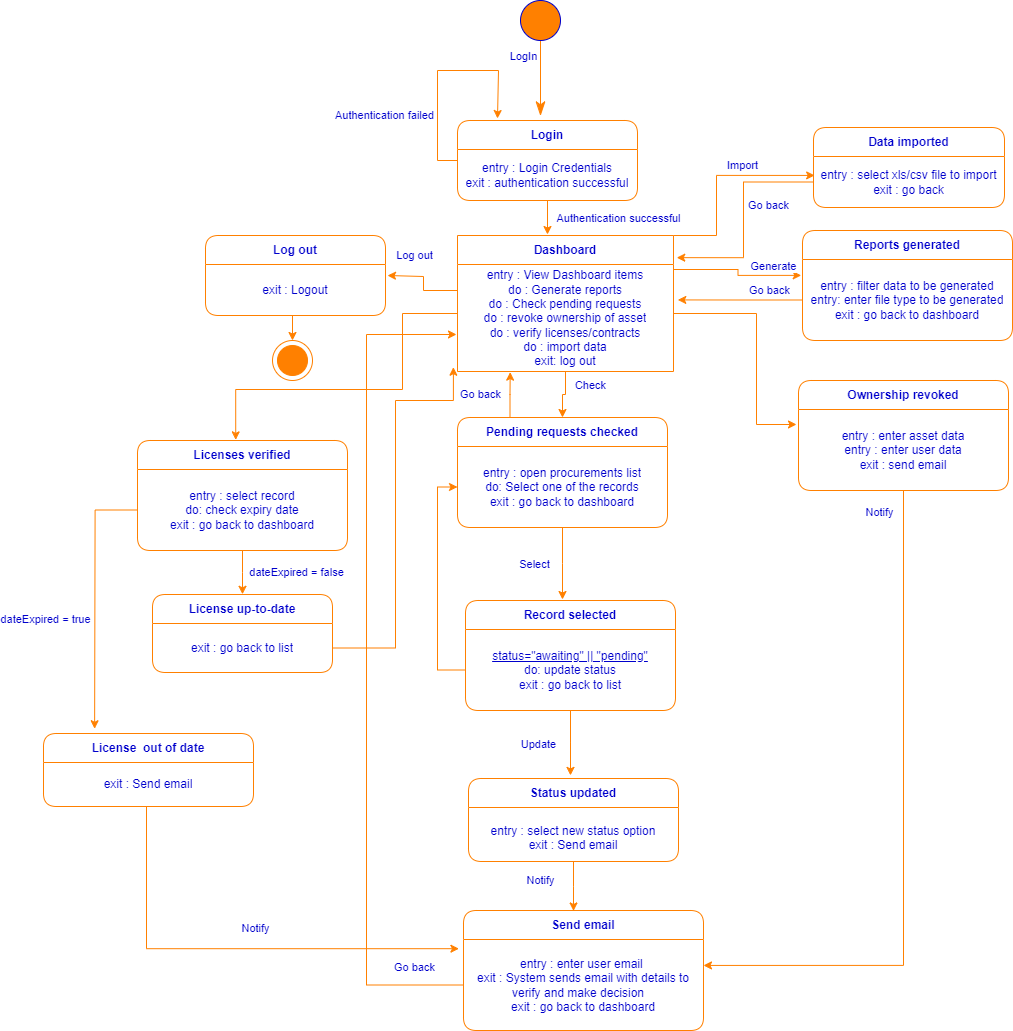 LogIn
Authentication failed
Login
entry : Login Credentials
exit : authentication successful
Authentication successful
Import
Data imported
entry : select xls/csv file to import
exit : go back
Go back
Log out
exit : Logout
Log out
Dashboard
entry : View Dashboard items
do : Generate reports
do : Check pending requests
do : revoke ownership of asset
do : verify licenses/contracts
do : import data
exit: log out
Generate
Go back
Reports generated
entry : filter data to be generated
entry: enter file type to be generated
exit : go back to dashboard
Go back
Check
Ownership revoked
entry : enter asset data
entry : enter user data
exit : send email
Notify
Pending requests checked
entry : open procurements list
do: Select one of the records
exit : go back to dashboard
Licenses verified
entry : select record
do: check expiry date
exit : go back to dashboard
dateExpired = false
Select
License up-to-date
exit : go back to list
dateExpired = true
Record selected
status="awaiting" || "pending"
do: update status
exit : go back to list
Update
License  out of date
exit : Send email
Status updated
entry : select new status option
exit : Send email
Notify
Notify
Send email
entry : enter user email
exit : System sends email with details to
verify and make decision
exit : go back to dashboard
Go back